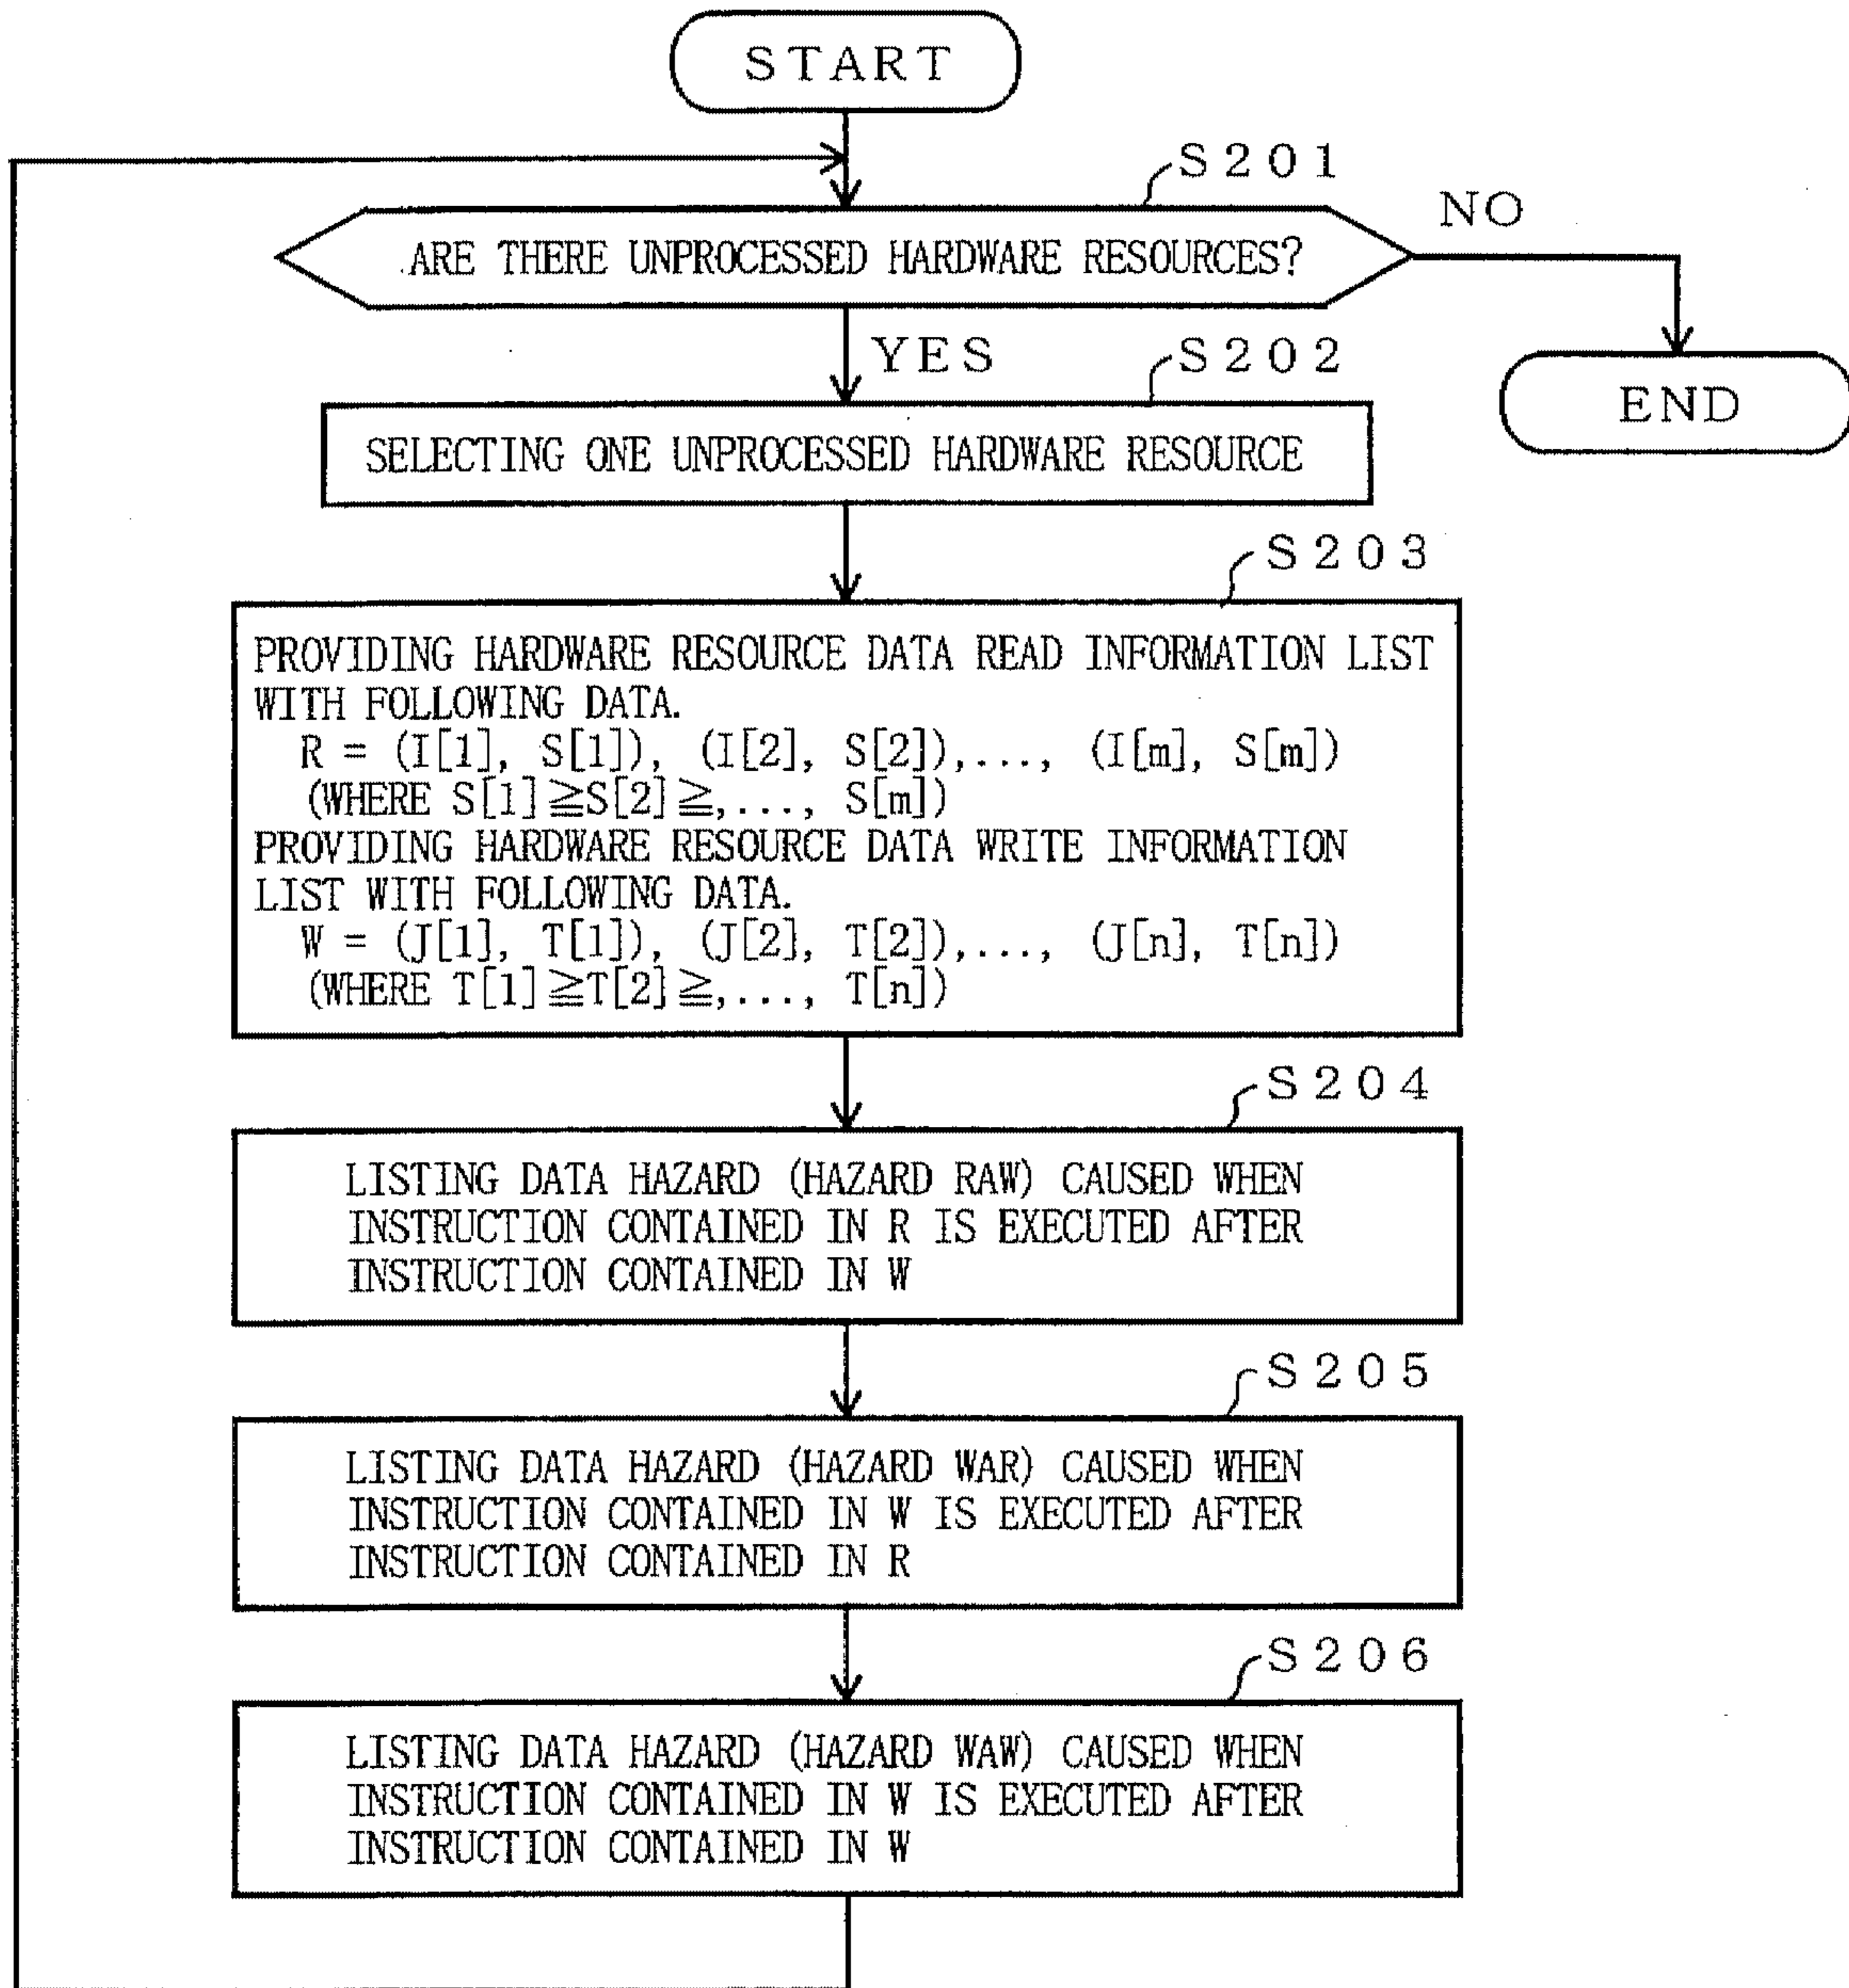 START
S201
NO
ARE THERE UNPROCESSED HARDWARE RESOURCES?
YES
S202
END
SELECTING ONE UNPROCESSED HARDWARE RESOURCE
S203
PROVIDING HARDWARE RESOURCE DATA READ INFORMATION LIST
WITH FOLLOWING DATA.
R = (I[1], S[1]), (I[2], S[2]),..., (I[m], S[m])
(WHERE S[1]≧S[2]≧,..., S[m])
PROVIDING HARDWARE RESOURCE DATA WRITE INFORMATION
LIST WITH FOLLOWING DATA.
W = (J[1], T[1]), (J[2], T[2]),..., (J[n], T[n])
(WHERE T[1]≧T[2]≧,..., T[n])
S204
LISTING DATA HAZARD (HAZARD RAW) CAUSED WHEN
INSTRUCTION CONTAINED IN R IS EXECUTED AFTER
INSTRUCTION CONTAINED IN W
S205
LISTING DATA HAZARD (HAZARD WAR) CAUSED WHEN
INSTRUCTION CONTAINED IN W IS EXECUTED AFTER
INSTRUCTION CONTAINED IN R
S206
LISTING DATA HAZARD (HAZARD WAW) CAUSED WHEN
INSTRUCTION CONTAINED IN W IS EXECUTED AFTER
INSTRUCTION CONTAINED IN W